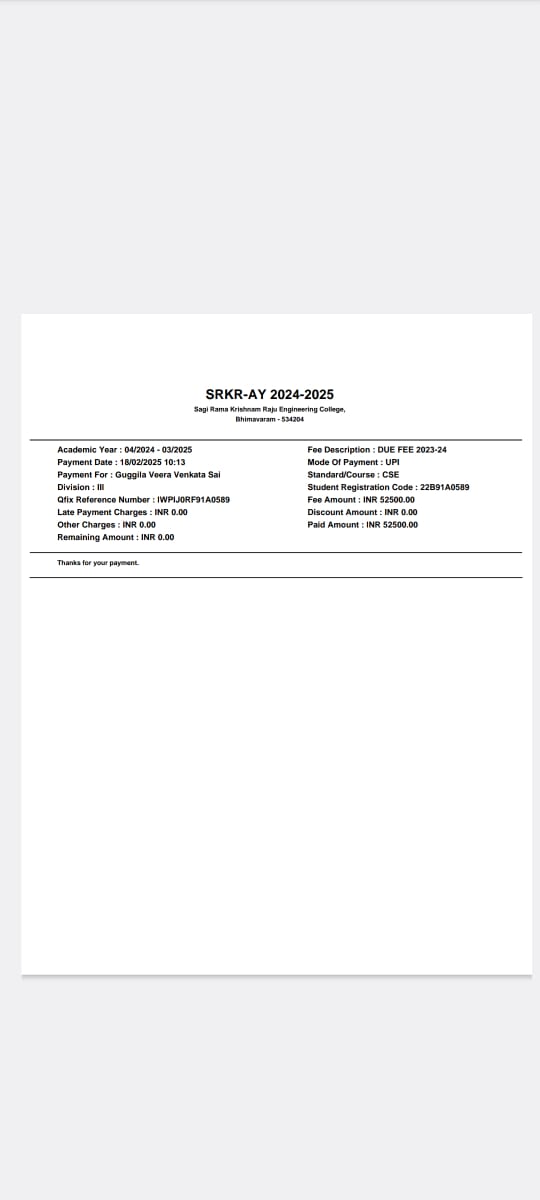 SRKR-AY 2024-2025
Sagi Rama Krishnam Raju Engineering College,
Bhimavaram - 534204
Academic Year : 04/2024 - 03/2025
Payment Date : 18/02/2025 10:13
Payment For : Guggila Veera Venkata Sai
Division : III
Qfix Reference Number : IWPIJ0RF91A0589
Late Payment Charges : INR 0.00
Other Charges : INR 0.00
Remaining Amount : INR 0.00
Fee Description : DUE FEE 2023-24
Mode Of Payment : UPI
Standard/Course : CSE
Student Registration Code : 22B91A0589
Fee Amount : INR 52500.00
Discount Amount : INR 0.00
Paid Amount : INR 52500.00
Thanks for your payment.